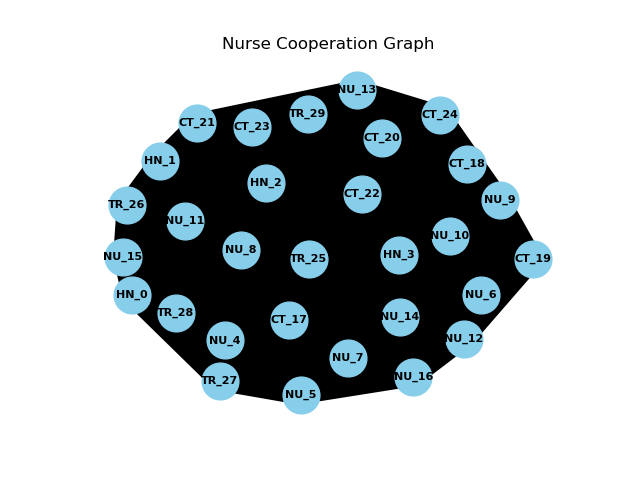 Nurse Cooperation Graph
NU_13
TR_29
CT_24
CT_21
CT_23
CT_20
HN_1
CT_18
HN_2
CT_22
NU_9
TR_26
NU_11
NU_10
NU_8
HN_3
NU_15
TR_25
CT_19
HN_0
NU_6
TR_28
NU_14
CT_17
NU_4
NU_12
NU_7
NU_16
TR_27
NU_5